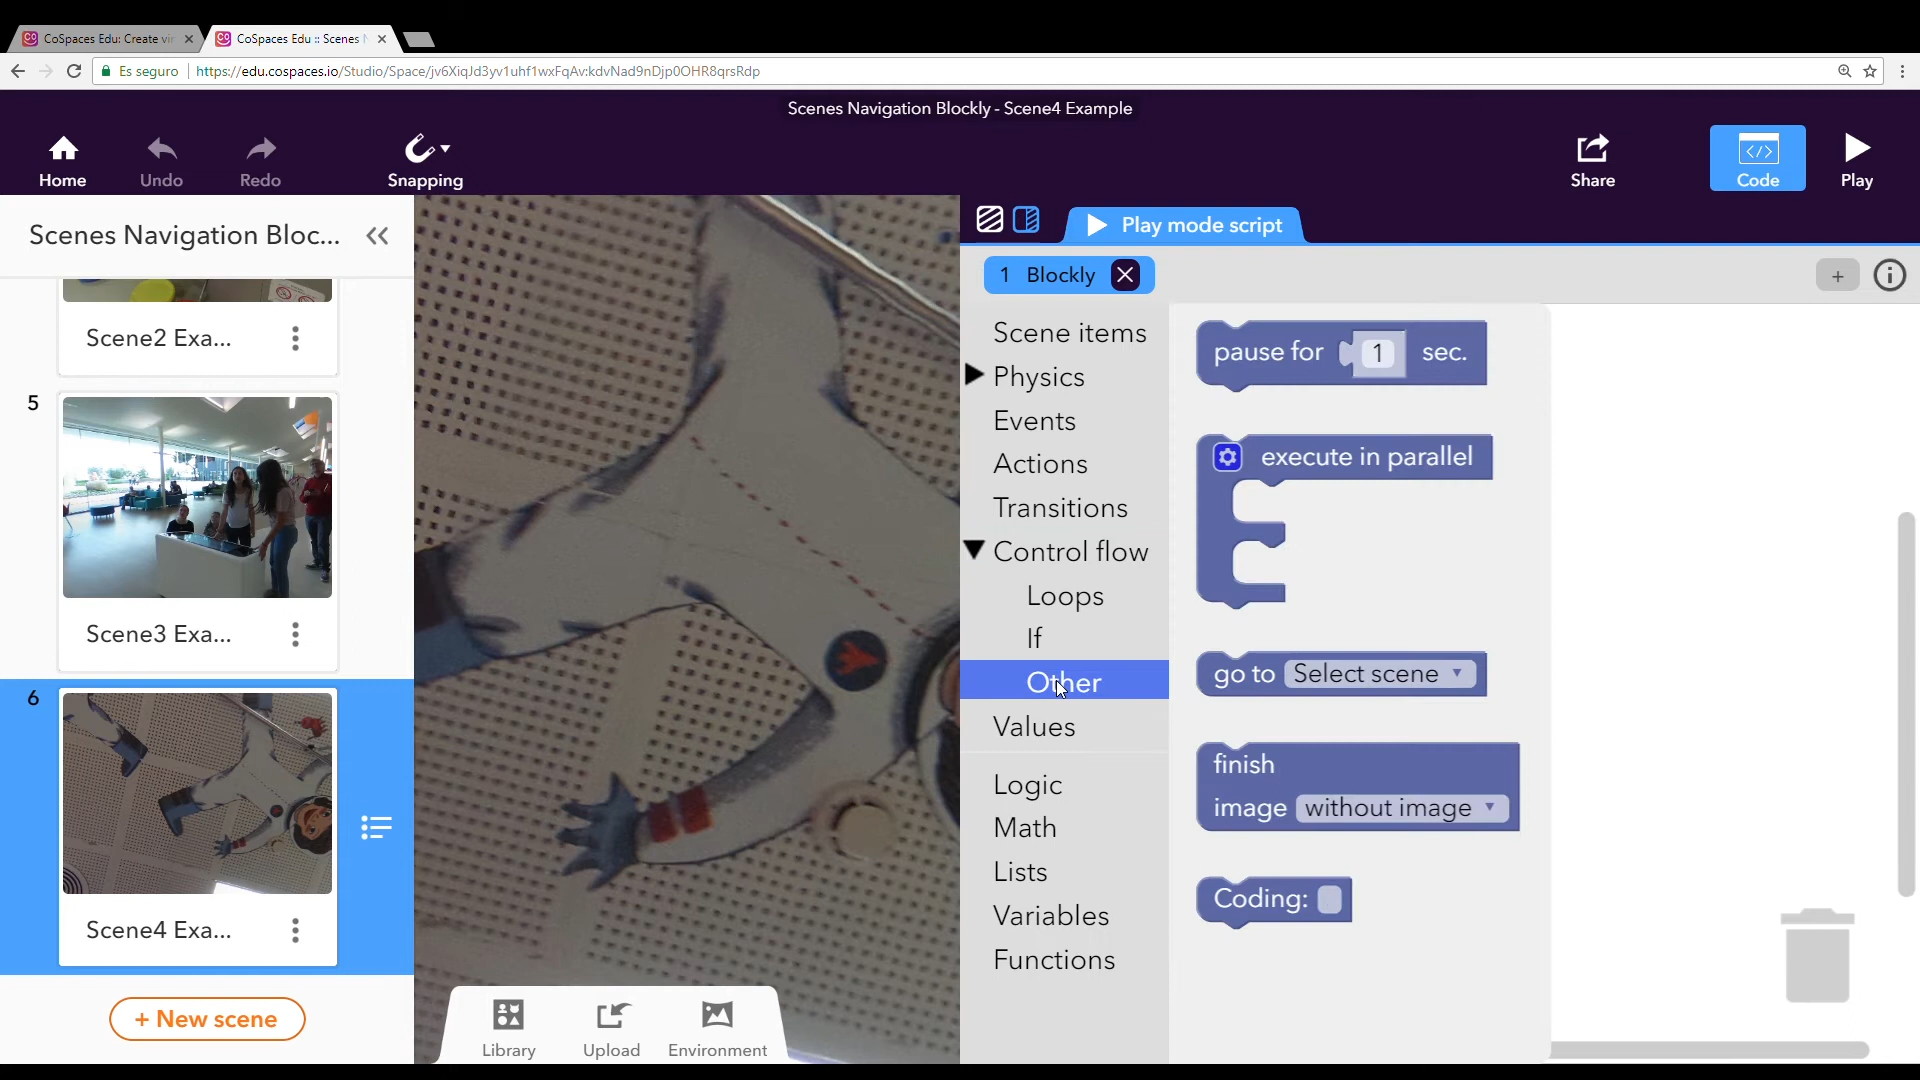 CoSpaces Edu: Create vir
CoSpaces Edu :: Scenes
Es seguro
https://edu.cospaces.io/Studio/Space/jv6XiqJd3yv1uhf1wxFqAv:kdvNad9nDjp0OHR8qrsRdp
Scenes Navigation Blockly - Scene4 Example
Home
Undo
Redo
Snapping
Share
Code
Play
Scenes Navigation Bloc...
Scene2 Exa...
5
Scene3 Exa...
6
Scene4 Exa...
+ New scene
Library
Upload
Environment
Play mode script
1 Blockly
Scene items
Physics
Events
Actions
Transitions
Control flow
Loops
If
Other
Values
Logic
Math
Lists
Variables
Functions
pause for 1 sec.
execute in parallel
go to Select scene
finish
image without image
Coding: